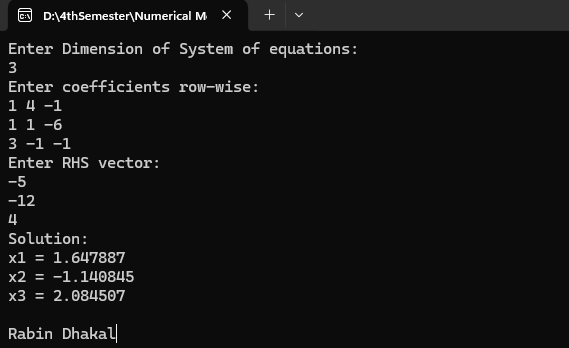 D:\4thSemester\Numerical M
Enter Dimension of System of equations:
3
Enter coefficients row-wise:
1 4 -1
1 1 -6
3 -1 -1
Enter RHS vector:
-5
-12
4
Solution:
x1 = 1.647887
x2 = -1.140845
x3 = 2.084507
Rabin Dhakal